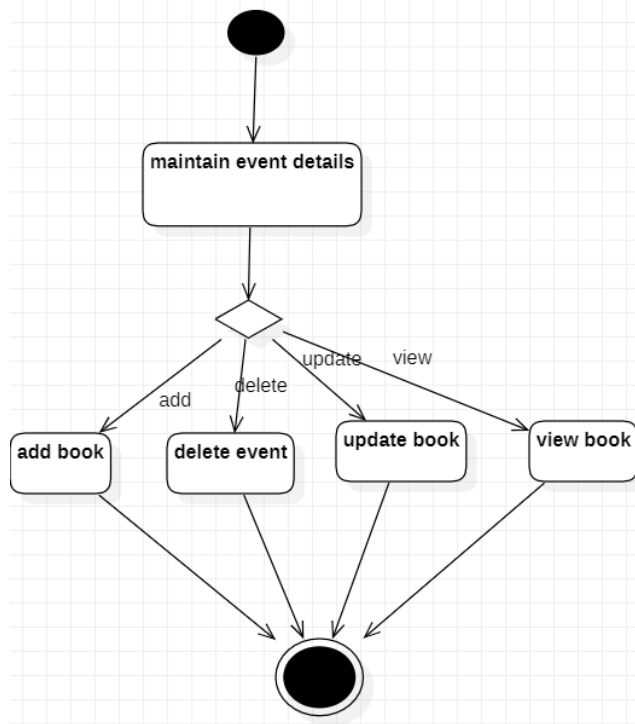 maintain event details
update
view
delete
add
add book
delete event
update book
view book